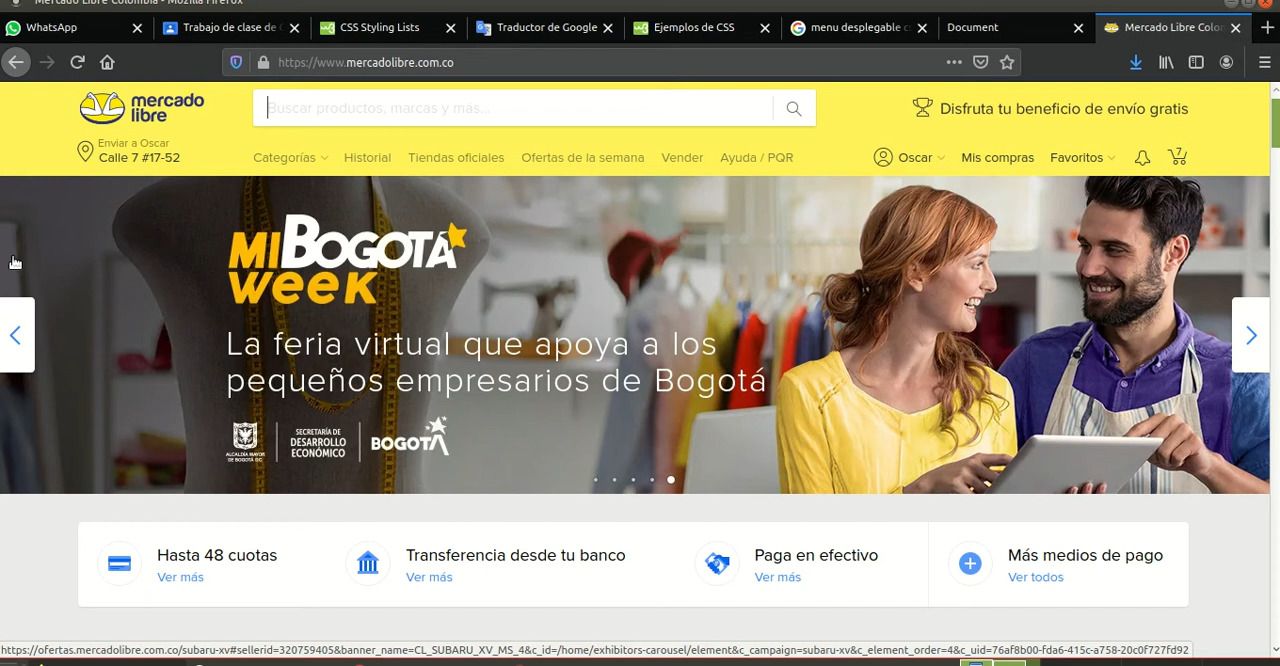 Mercado Libre Colombia - Mozilla Firefox
WhatsApp
Trabajo de clase de
CSS Styling Lists
Traductor de Google
Ejemplos de CSS
menu desplegable c
Document
Mercado Libre Colon
https://www.mercadolibre.com.co
mercado
libre
Buscar productos, marcas y más...
Disfruta tu beneficio de envío gratis
Enviar a Oscar
Calle 7 #17-52
Categorías
Historial
Tiendas oficiales
Ofertas de la semana
Vender
Ayuda / PQR
Oscar
Mis compras
Favoritos
7
MIBOGOTÁ
WEEK
La feria virtual que apoya a los
pequeños empresarios de Bogotá
ALCALDÍA MAYOR
DE BOGOTÁ D.C.
SECRETARÍA DE
DESARROLLO
ECONÓMICO
BOGOTÁ
Hasta 48 cuotas
Ver más
Transferencia desde tu banco
Ver más
Paga en efectivo
Ver más
Más medios de pago
Ver todos
https://ofertas.mercadolibre.com.co/subaru-xv#sellerid=320759405&banner_name=CL_SUBARU_XV_MS_4&c_id=/home/exhibitors-carousel/element&c_campaign=subaru-xv&c_element_order=4&c_uid=76af8b00-fda6-415c-a758-20c0f727fd92